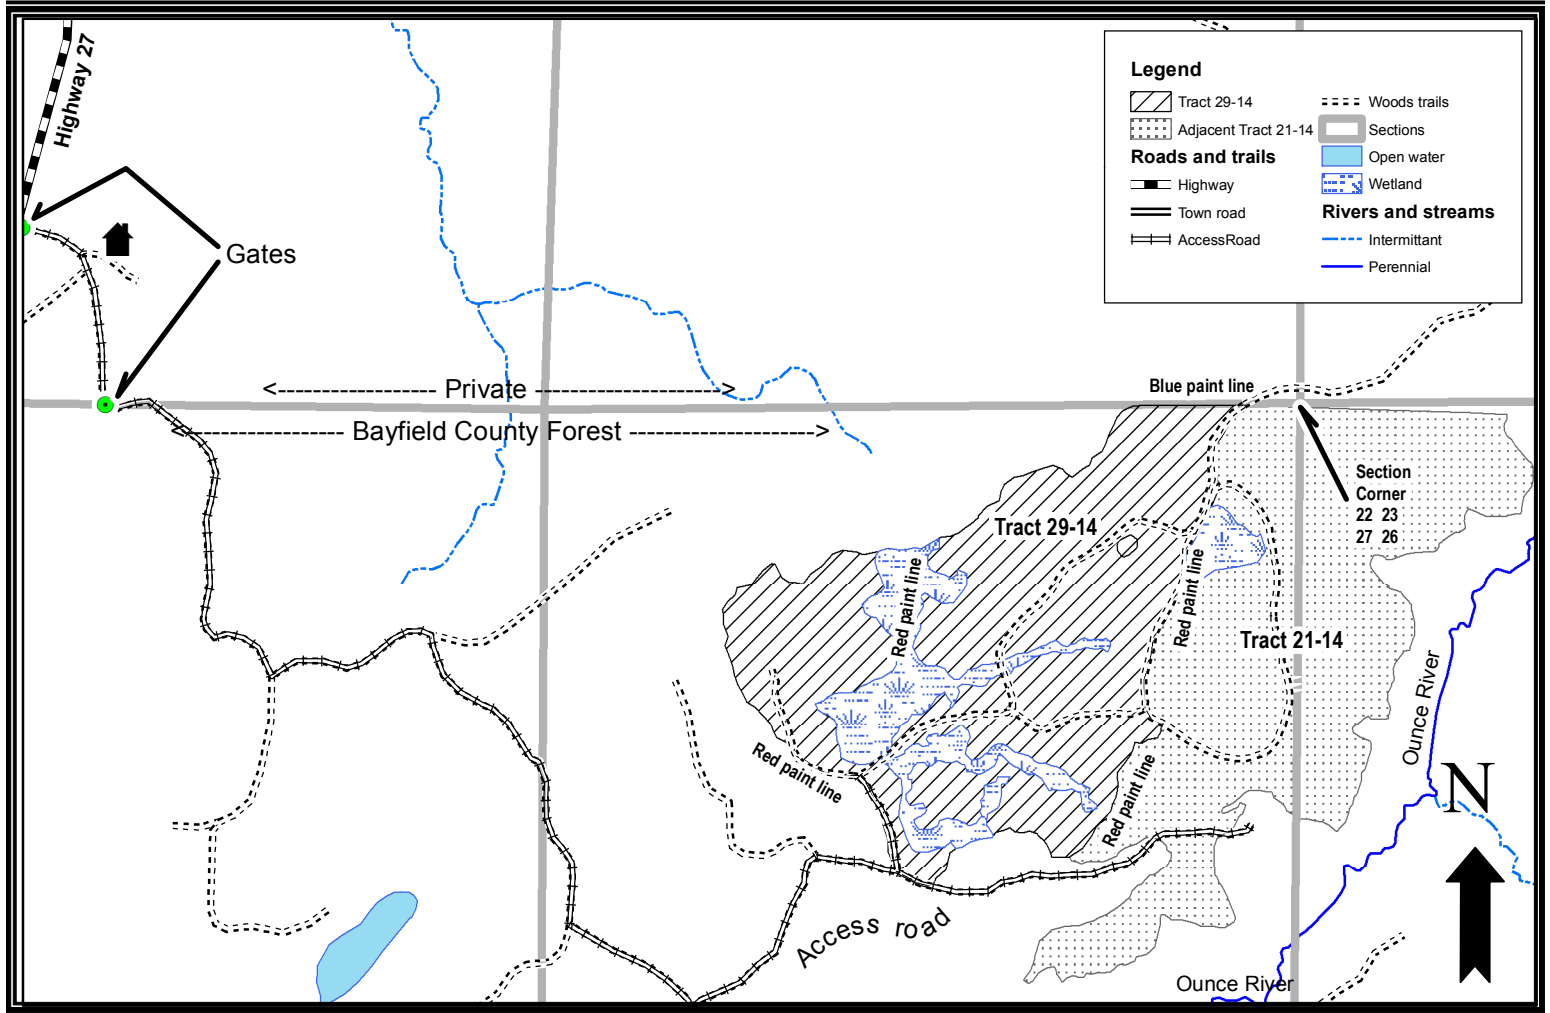 Highway 27
Gates
Private
Bayfield County Forest
Legend
Tract 29-14
Adjacent Tract 21-14
Roads and trails
Highway
Town road
AccessRoad
Woods trails
Sections
Open water
Wetland
Rivers and streams
Intermittant
Perennial
Blue paint line
Section
Corner
22 23
27 26
Tract 29-14
Red paint line
Red paint line
Tract 21-14
Ounce River
Red paint line
Red paint line
N
Access road
Ounce River